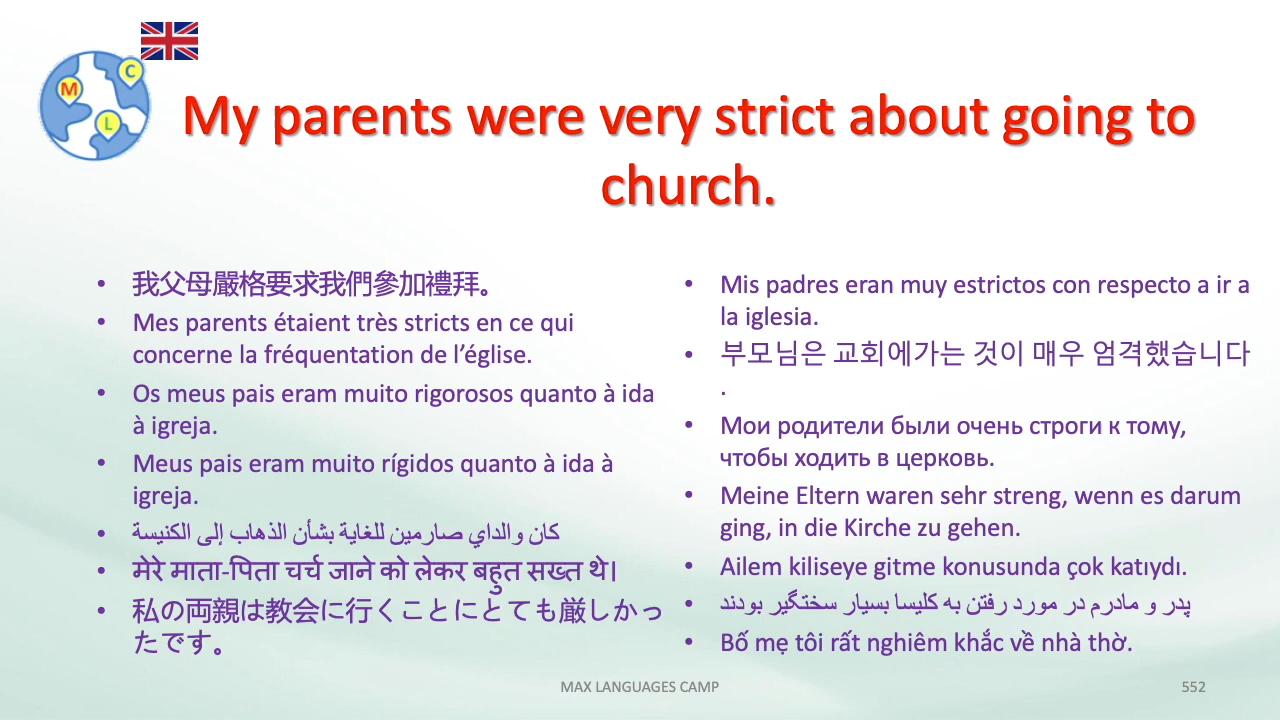 M
C
L
My parents were very strict about going to
church.
我父母嚴格要求我們參加禮拜。
Mes parents étaient très stricts en ce qui
concerne la fréquentation de l’église.
Os meus pais eram muito rigorosos quanto à ida
à igreja.
Meus pais eram muito rígidos quanto à ida à
igreja.
كان والداي صارمين للغاية بشأن الذهاب إلى الكنيسة
मेरे माता-पिता चर्च जाने को लेकर बहुत सख्त थे।
私の両親は教会に行くことにとても厳しかっ
たです。
Mis padres eran muy estrictos con respecto a ir a
la iglesia.
부모님은 교회에가는 것이 매우 엄격했습니다
.
Мои родители были очень строги к тому,
чтобы ходить в церковь.
Meine Eltern waren sehr streng, wenn es darum
ging, in die Kirche zu gehen.
Ailem kiliseye gitme konusunda çok katıydı.
پدر و مادرم در مورد رفتن به کلیسا بسیار سختگیر بودند
Bố mẹ tôi rất nghiêm khắc về nhà thờ.
MAX LANGUAGES CAMP
552